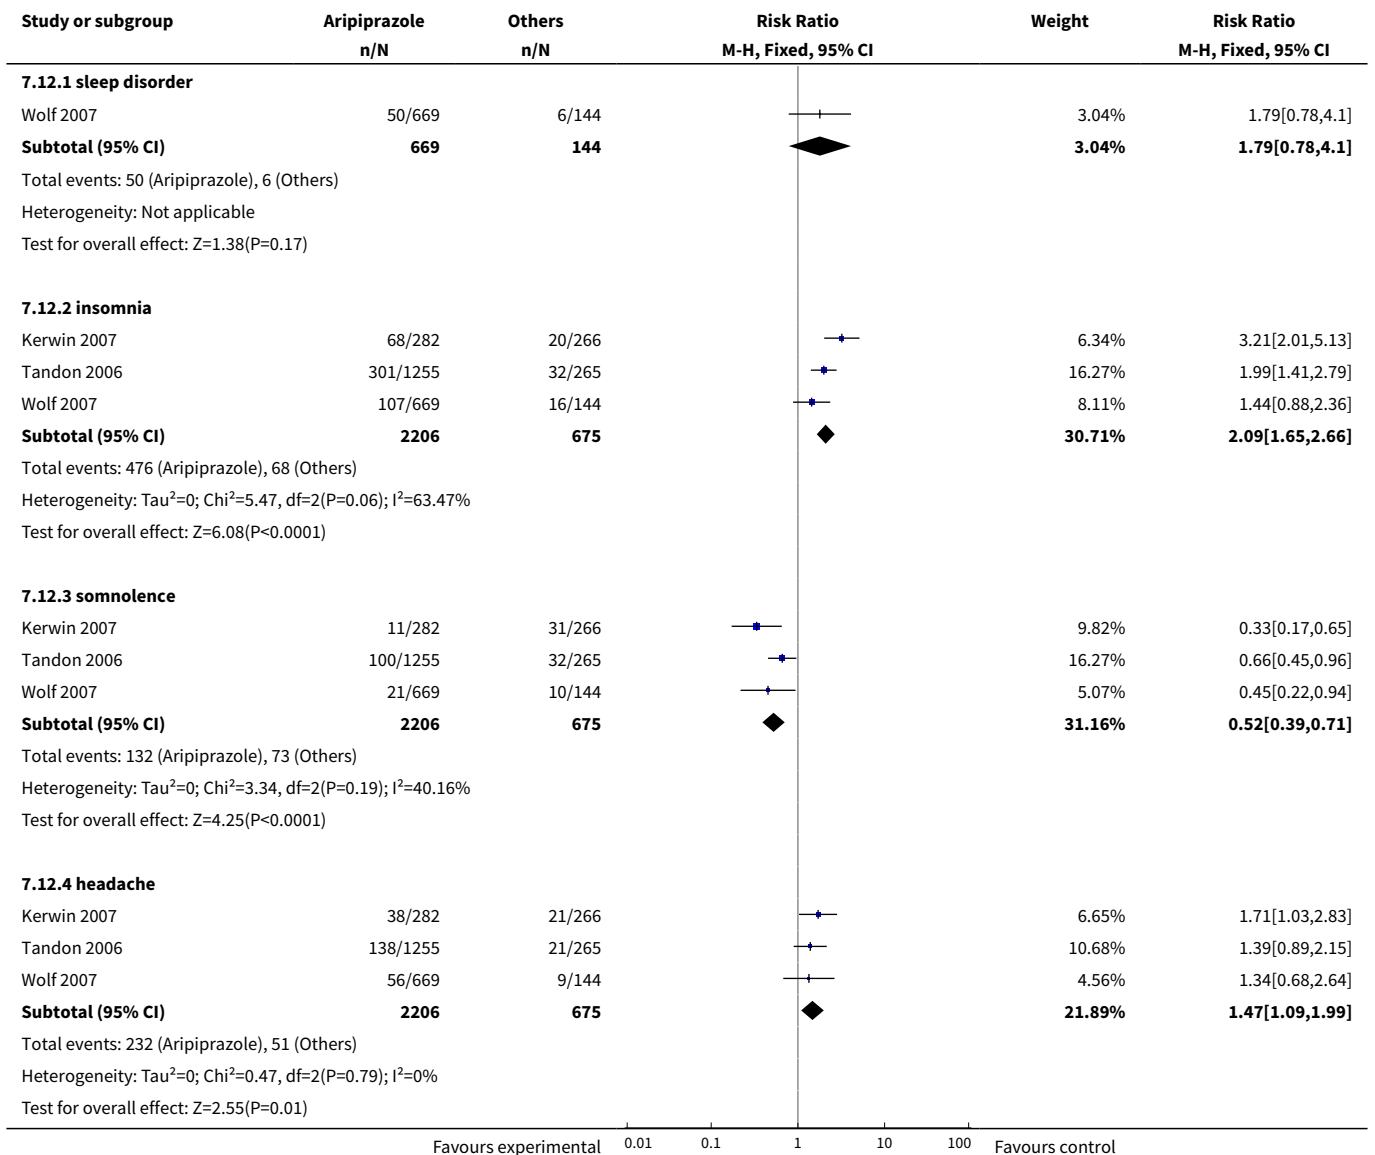 Study or subgroup Aripiprazole Others Risk Ratio Weight Risk Ratio
n/N n/N M-H, Fixed, 95% CI M-H, Fixed, 95% CI
7.12.1 sleep disorder
Wolf 2007 50/669 6/144 3.04% 1.79[0.78,4.1]
Subtotal (95% CI) 669 144 3.04% 1.79[0.78,4.1]
Total events: 50 (Aripiprazole), 6 (Others)
Heterogeneity: Not applicable
Test for overall effect: Z=1.38(P=0.17)
7.12.2 insomnia
Kerwin 2007 68/282 20/266 6.34% 3.21[2.01,5.13]
Tandon 2006 301/1255 32/265 16.27% 1.99[1.41,2.79]
Wolf 2007 107/669 16/144 8.11% 1.44[0.88,2.36]
Subtotal (95% CI) 2206 675 30.71% 2.09[1.65,2.66]
Total events: 476 (Aripiprazole), 68 (Others)
Heterogeneity: Tau²=0; Chi²=5.47, df=2(P=0.06); I²=63.47%
Test for overall effect: Z=6.08(P<0.0001)
7.12.3 somnolence
Kerwin 2007 11/282 31/266 9.82% 0.33[0.17,0.65]
Tandon 2006 100/1255 32/265 16.27% 0.66[0.45,0.96]
Wolf 2007 21/669 10/144 5.07% 0.45[0.22,0.94]
Subtotal (95% CI) 2206 675 31.16% 0.52[0.39,0.71]
Total events: 132 (Aripiprazole), 73 (Others)
Heterogeneity: Tau²=0; Chi²=3.34, df=2(P=0.19); I²=40.16%
Test for overall effect: Z=4.25(P<0.0001)
7.12.4 headache
Kerwin 2007 38/282 21/266 6.65% 1.71[1.03,2.83]
Tandon 2006 138/1255 21/265 10.68% 1.39[0.89,2.15]
Wolf 2007 56/669 9/144 4.56% 1.34[0.68,2.64]
Subtotal (95% CI) 2206 675 21.89% 1.47[1.09,1.99]
Total events: 232 (Aripiprazole), 51 (Others)
Heterogeneity: Tau²=0; Chi²=0.47, df=2(P=0.79); I²=0%
Test for overall effect: Z=2.55(P=0.01)
Favours experimental 0.01 0.1 1 10 100 Favours control